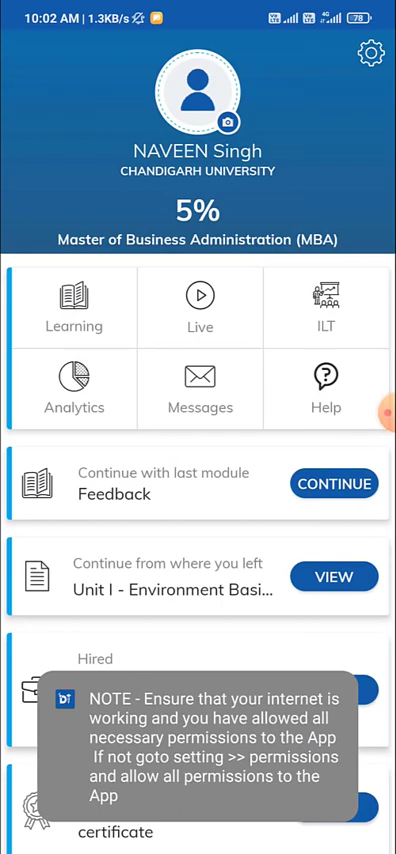 10:02 AM | 1.3KB/s
4G
78
NAVEEN Singh
CHANDIGARH UNIVERSITY
5%
Master of Business Administration (MBA)
Learning
Live
ILT
Analytics
Messages
Help
Continue with last module
Feedback
CONTINUE
Continue from where you left
Unit I - Environment Basi...
VIEW
Hired
NOTE - Ensure that your internet is
working and you have allowed all
necessary permissions to the App
If not goto setting >> permissions
and allow all permissions to the
App
certificate